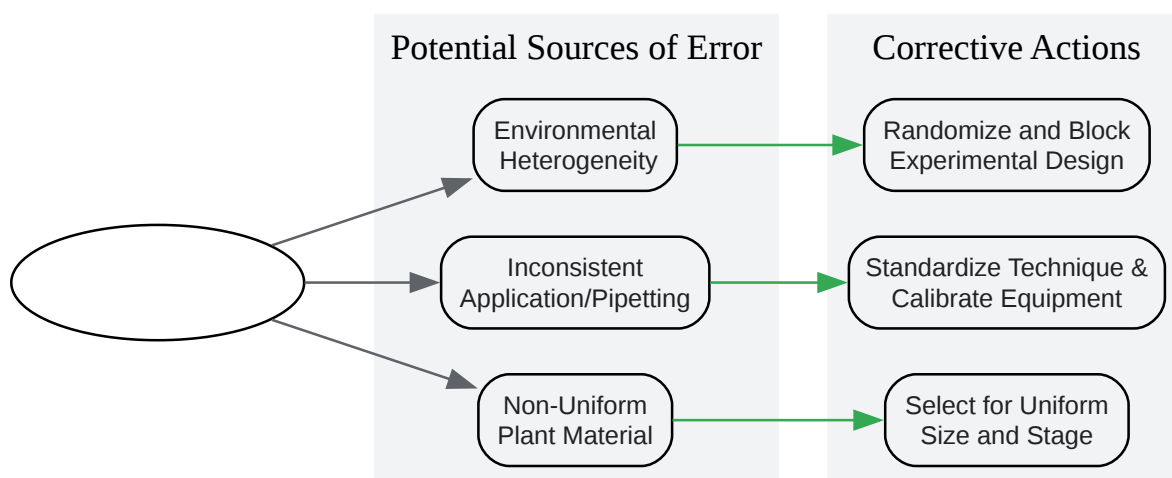 Potential Sources of Error
Corrective Actions
Environmental
Heterogeneity
Randomize and Block
Experimental Design
Inconsistent
Application/Pipetting
Standardize Technique &
Calibrate Equipment
Non-Uniform
Plant Material
Select for Uniform
Size and Stage